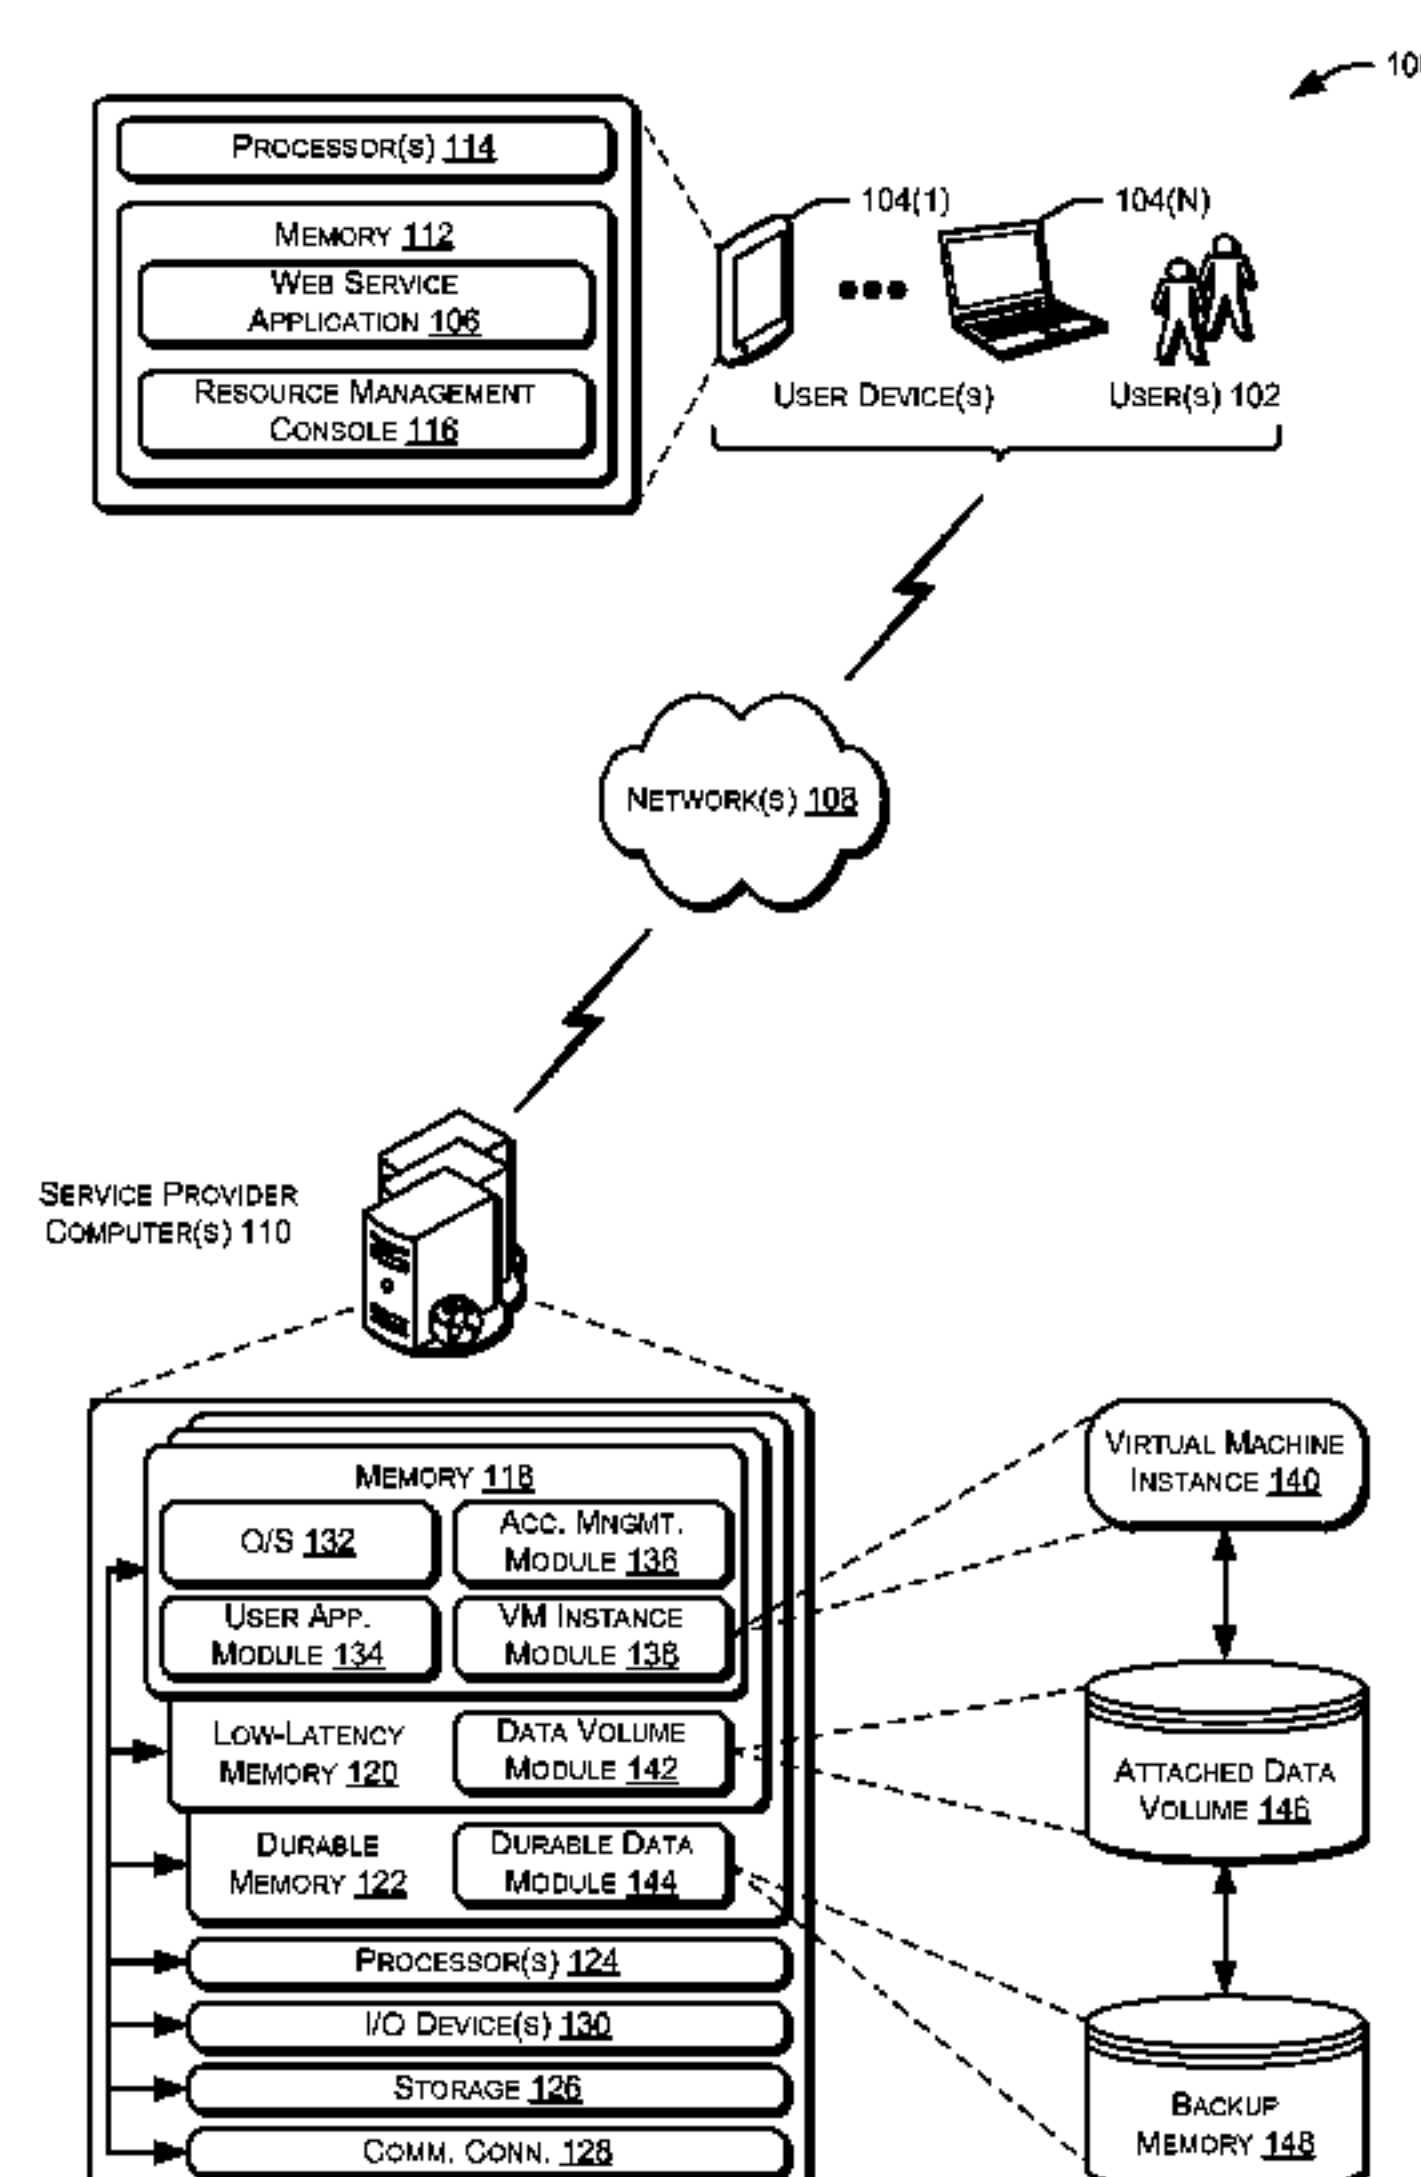 PROCESSOR(S) 114
MEMORY 112
WEB SERVICE
APPLICATION 106
RESOURCE MANAGEMENT
CONSOLE 116
104(1)
104(N)
USER DEVICE(S)
USER(S) 102
NETWORK(S) 108
SERVICE PROVIDER
COMPUTER(S) 110
MEMORY 118
O/S 132
ACC. MNGMT.
MODULE 136
USER APP.
MODULE 134
VM INSTANCE
MODULE 138
LOW-LATENCY
MEMORY 120
DATA VOLUME
MODULE 142
DURABLE
MEMORY 122
DURABLE DATA
MODULE 144
PROCESSOR(S) 124
I/O DEVICE(S) 130
STORAGE 126
COMM. CONN. 128
VIRTUAL MACHINE
INSTANCE 140
ATTACHED DATA
VOLUME 146
BACKUP
MEMORY 148